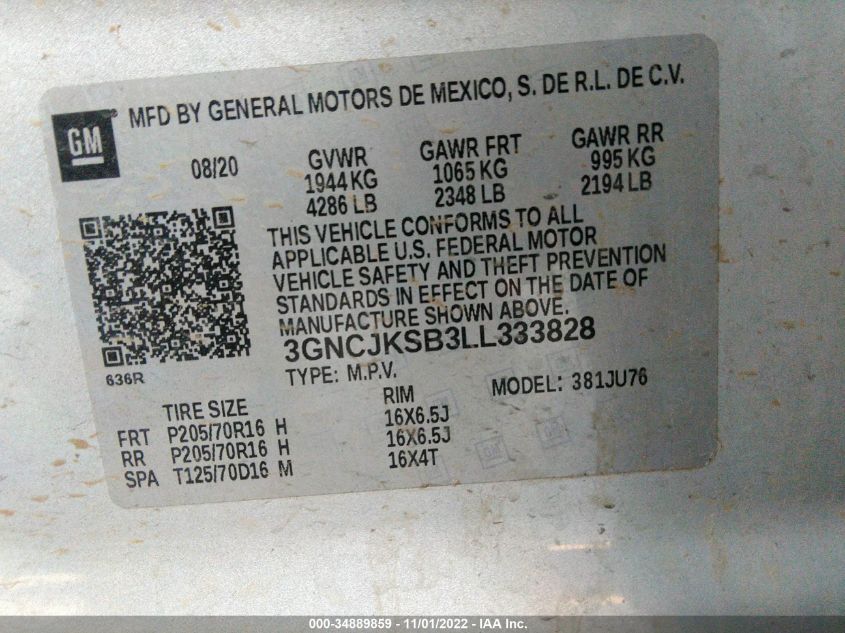 GM
MFD BY GENERAL MOTORS DE MEXICO, S. DE R.L. DE C.V.
08/20 GVWR GAWR FRT GAWR RR
1944 KG 1065 KG 995 KG
4286 LB 2348 LB 2194 LB
THIS VEHICLE CONFORMS TO ALL
APPLICABLE U.S. FEDERAL MOTOR
VEHICLE SAFETY AND THEFT PREVENTION
STANDARDS IN EFFECT ON THE DATE OF
MANUFACTURE SHOWN ABOVE.
3GNCJKSB3LL333828
636R
TYPE: M.P.V. MODEL: 381JU76
TIRE SIZE RIM
FRT P205/70R16 H 16X6.5J
RR P205/70R16 H 16X6.5J
SPA T125/70D16 M 16X4T
000-34889859 - 11/01/2022 - IAA Inc.